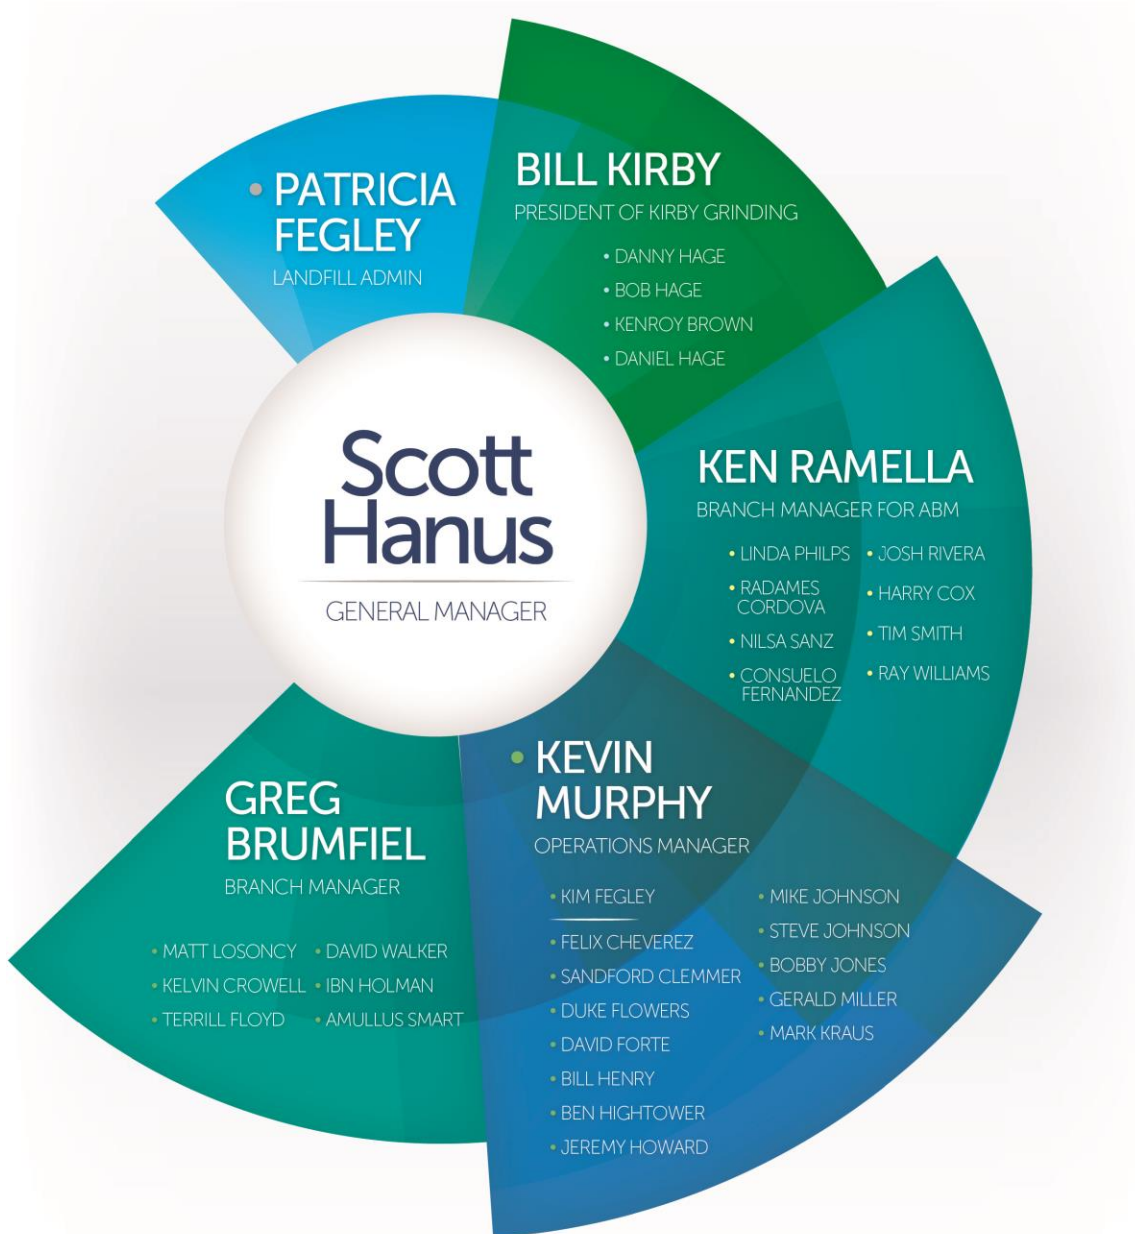 • PATRICIA
FEGLEY
LANDFILL ADMIN
BILL KIRBY
PRESIDENT OF KIRBY GRINDING
• DANNY HAGE
• BOB HAGE
• KENROY BROWN
• DANIEL HAGE
Scott
Hanus
GENERAL MANAGER
KEN RAMELLA
BRANCH MANAGER FOR ABM
• LINDA PHILPS
• RADAMES
CORDOVA
• NILSA SANZ
• CONSUELO
FERNANDEZ
• JOSH RIVERA
• HARRY COX
• TIM SMITH
• RAY WILLIAMS
• KEVIN
MURPHY
OPERATIONS MANAGER
• KIM FEGLEY
• FELIX CHEVEREZ
• SANDFORD CLEMMER
• DUKE FLOWERS
• DAVID FORTE
• BILL HENRY
• BEN HIGHTOWER
• JEREMY HOWARD
• MIKE JOHNSON
• STEVE JOHNSON
• BOBBY JONES
• GERALD MILLER
• MARK KRAUS
GREG
BRUMFIEL
BRANCH MANAGER
• MATT LOSONCY
• KELVIN CROWELL
• TERRILL FLOYD
• DAVID WALKER
• IBN HOLMAN
• AMULLUS SMART